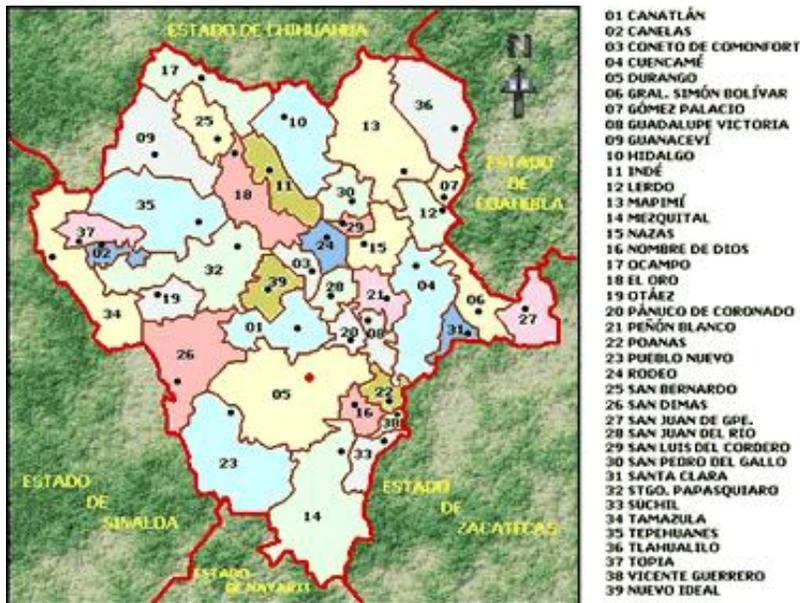 ESTADO DE CHIHUAHUA
N
17
36
25
10
13
09
11
07
18
30
12
35
29
37
24
15
02
32
03
04
39
28
21
06
19
34
27
01
20
08
31
26
05
22
16
38
33
23
14
ESTADO
DE
COAHUILA
ESTADO
DE
SINALOA
ESTADO
DE
ZACATECAS
ESTADO
DE NAYARIT
01 CANATLÁN
02 CANELAS
03 CONETO DE COMONFORT
04 CUENCAMÉ
05 DURANGO
06 GRAL. SIMÓN BOLÍVAR
07 GÓMEZ PALACIO
08 GUADALUPE VICTORIA
09 GUANACEVÍ
10 HIDALGO
11 INDÉ
12 LERDO
13 MAPIMÍ
14 MEZQUITAL
15 NAZAS
16 NOMBRE DE DIOS
17 OCAMPO
18 EL ORO
19 OTÁEZ
20 PÁNUCO DE CORONADO
21 PEÑÓN BLANCO
22 POANAS
23 PUEBLO NUEVO
24 RODEO
25 SAN BERNARDO
26 SAN DIMAS
27 SAN JUAN DE GPE.
28 SAN JUAN DEL RÍO
29 SAN LUIS DEL CORDERO
30 SAN PEDRO DEL GALLO
31 SANTA CLARA
32 STGO. PAPASQUIARO
33 SÚCHIL
34 TAMAZULA
35 TEPEHUANES
36 TLAHUALILO
37 TOPIA
38 VICENTE GUERRERO
39 NUEVO IDEAL